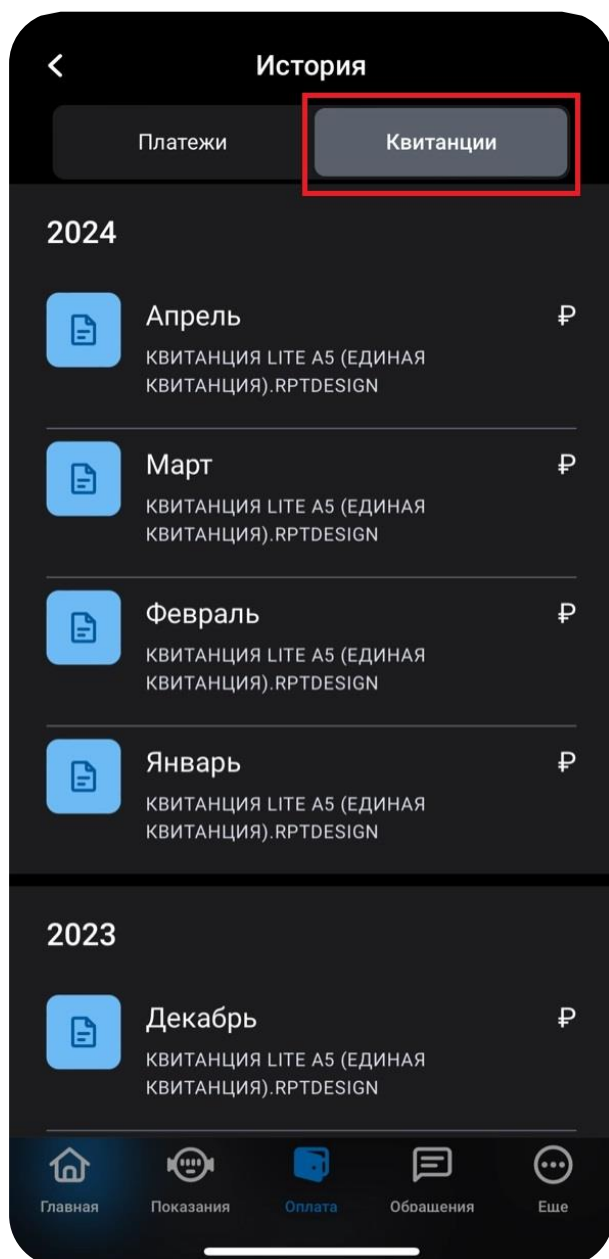 История
Платежи
Квитанции
2024
Апрель ₽
КВИТАНЦИЯ LITE A5 (ЕДИНАЯ
КВИТАНЦИЯ).RPTDESIGN
Март ₽
КВИТАНЦИЯ LITE A5 (ЕДИНАЯ
КВИТАНЦИЯ).RPTDESIGN
Февраль ₽
КВИТАНЦИЯ LITE A5 (ЕДИНАЯ
КВИТАНЦИЯ).RPTDESIGN
Январь ₽
КВИТАНЦИЯ LITE A5 (ЕДИНАЯ
КВИТАНЦИЯ).RPTDESIGN
2023
Декабрь ₽
КВИТАНЦИЯ LITE A5 (ЕДИНАЯ
КВИТАНЦИЯ).RPTDESIGN
Главная
Показания
Оплата
Обращения
Еще